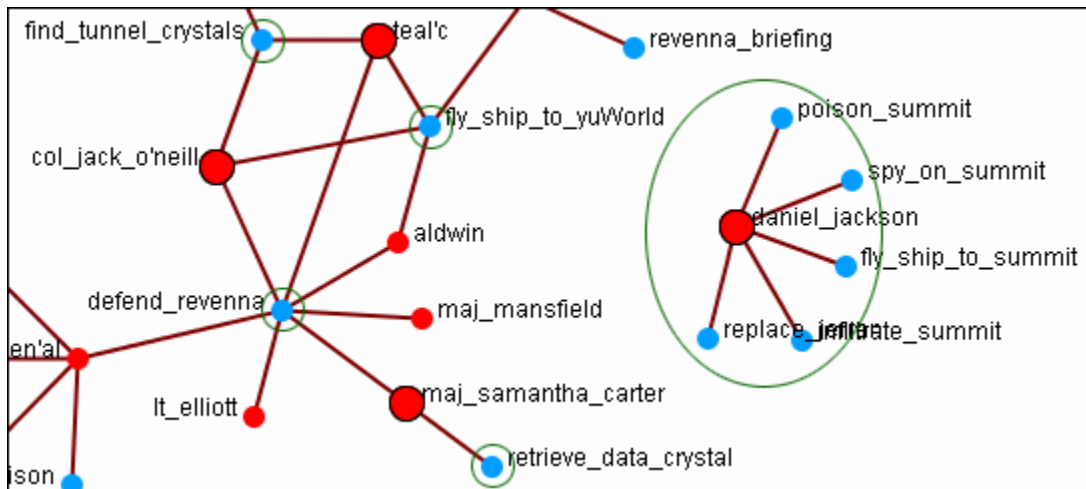 find_tunnel_crystals
teal'c
revenna_briefing
poison_summit
fly_ship_to_yuWorld
col_jack_o'neill
spy_on_summit
daniel_jackson
aldwin
fly_ship_to_summit
defend_revenna
maj_mansfield
replace_
infiltrate_summit
en'al
maj_samantha_carter
lt_elliott
retrieve_data_crystal
ison